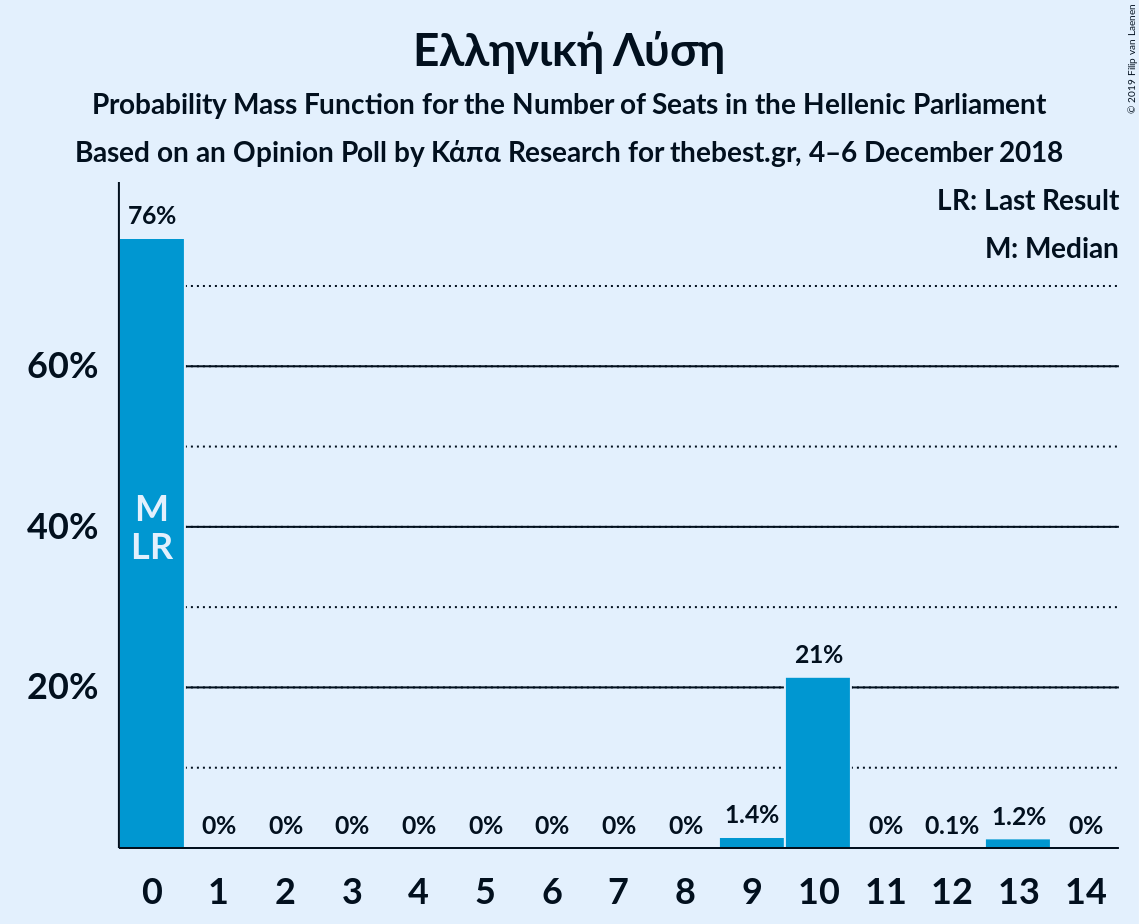 Ελληνική Λύση
Probability Mass Function for the Number of Seats in the Hellenic Parliament
Based on an Opinion Poll by Κάπα Research for thebest.gr, 4–6 December 2018
© 2019 Filip van Laenen
LR: Last Result
M: Median
76%
60%
40%
20%
M
LR
0% 0% 0% 0% 0% 0% 0% 0% 1.4% 21% 0% 0.1% 1.2% 0%
0 1 2 3 4 5 6 7 8 9 10 11 12 13 14